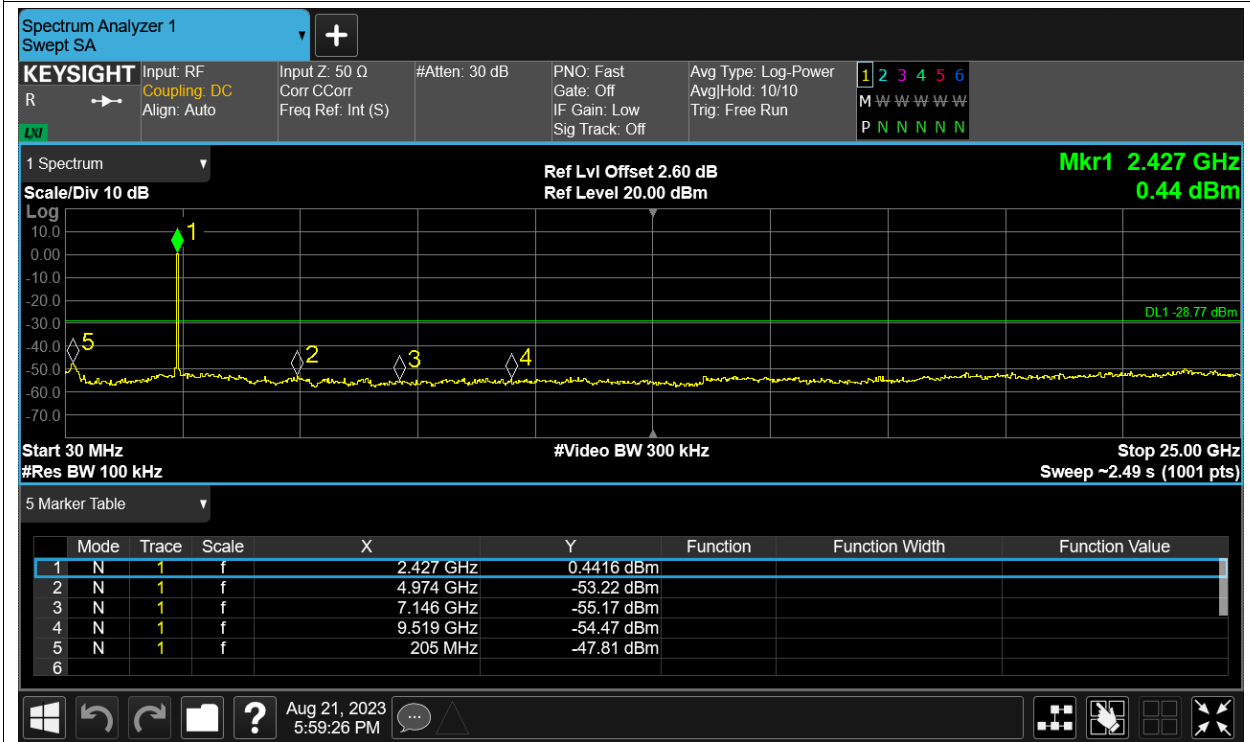 Spectrum Analyzer 1
Swept SA
+
KEYSIGHT
R
LXI
Input: RF
Coupling: DC
Align: Auto
Input Z: 50 Ω
Corr CCorr
Freq Ref: Int (S)
#Atten: 30 dB
PNO: Fast
Gate: Off
IF Gain: Low
Sig Track: Off
Avg Type: Log-Power
Avg|Hold: 10/10
Trig: Free Run
1 2 3 4 5 6
M W W W W W
P N N N N N
1 Spectrum
Scale/Div 10 dB
Ref Lvl Offset 2.60 dB
Ref Level 20.00 dBm
Mkr1 2.427 GHz
0.44 dBm
Log
10.0
0.00
-10.0
-20.0
-30.0
-40.0
-50.0
-60.0
-70.0
1
DL1 -28.77 dBm
5
2
3
4
Start 30 MHz
#Video BW 300 kHz
Stop 25.00 GHz
#Res BW 100 kHz
Sweep ~2.49 s (1001 pts)
5 Marker Table
Mode Trace Scale X Y Function Function Width Function Value
1 N 1 f 2.427 GHz 0.4416 dBm
2 N 1 f 4.974 GHz -53.22 dBm
3 N 1 f 7.146 GHz -55.17 dBm
4 N 1 f 9.519 GHz -54.47 dBm
5 N 1 f 205 MHz -47.81 dBm
6
?
Aug 21, 2023
5:59:26 PM